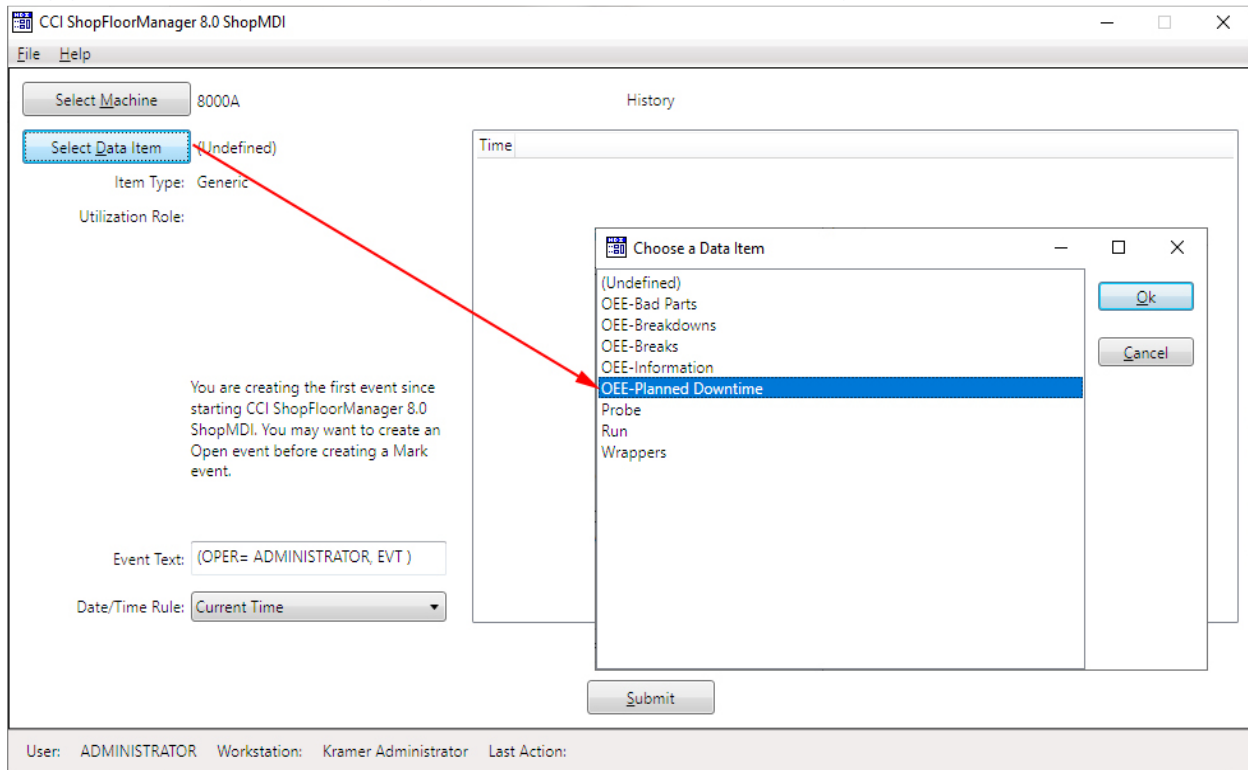 CCI ShopFloorManager 8.0 ShopMDI
File Help
Select Machine 8000A
History
Select Data Item (Undefined)
Time
Item Type: Generic
Utilization Role:
Choose a Data Item
(Undefined)
OEE-Bad Parts
OEE-Breakdowns
OEE-Breaks
OEE-Information
OEE-Planned Downtime
Probe
Run
Wrappers
Ok
Cancel
You are creating the first event since
starting CCI ShopFloorManager 8.0
ShopMDI. You may want to create an
Open event before creating a Mark
event.
Event Text: (OPER= ADMINISTRATOR, EVT )
Date/Time Rule: Current Time
Submit
User: ADMINISTRATOR Workstation: Kramer Administrator Last Action: